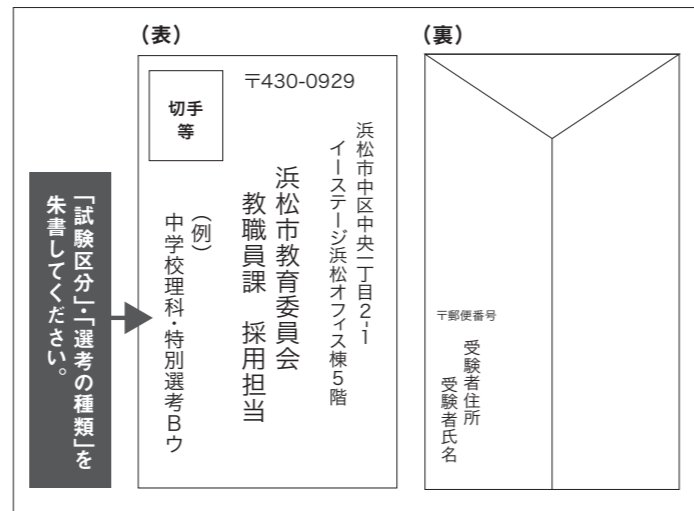 （表）
切手
等
〒430-0929
浜松市中区中央一丁目2-1
イーステージ浜松オフィス棟5階
浜松市教育委員会
教職員課　採用担当
（例）
中学校理科・特別選考Bウ
「試験区分」・「選考の種類」を
朱書してください。
（裏）
〒郵便番号
受験者住所
受験者氏名